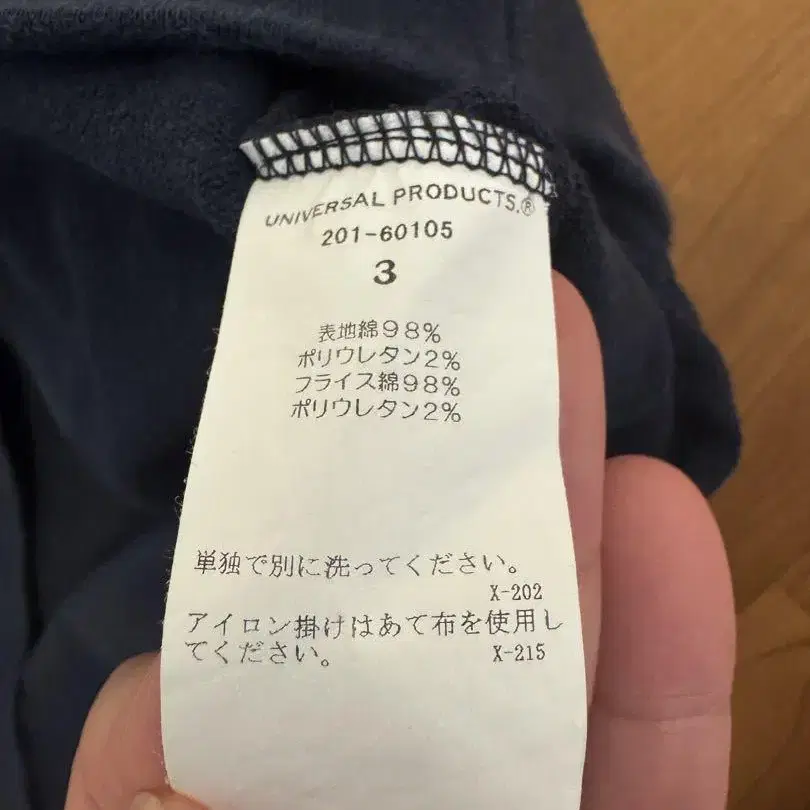 UNIVERSAL PRODUCTS.®
201-60105
3
表地綿98%
ポリウレタン2%
フライス綿98%
ポリウレタン2%
単独で別に洗ってください。
X-202
アイロン掛けはあて布を使用し
てください。 X-215